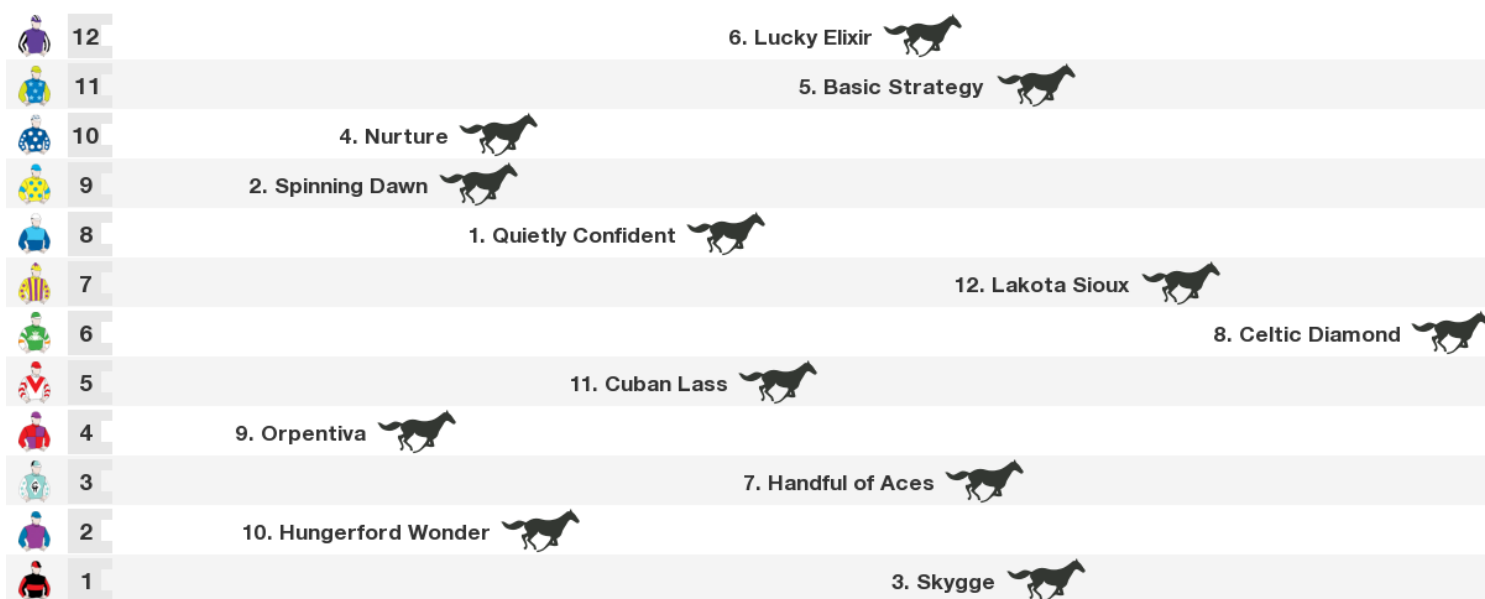 12 6. Lucky Elixir
11 5. Basic Strategy
10 4. Nurture
9 2. Spinning Dawn
8 1. Quietly Confident
7 12. Lakota Sioux
6 8. Celtic Diamond
5 11. Cuban Lass
4 9. Orpentiva
3 7. Handful of Aces
2 10. Hungerford Wonder
1 3. Skygge